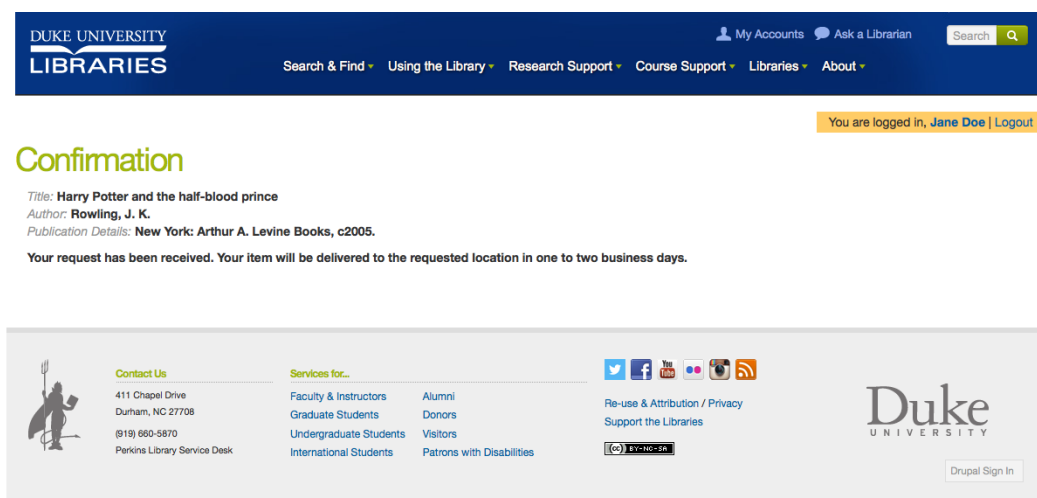 DUKE UNIVERSITY
LIBRARIES
My Accounts Ask a Librarian Search
Search & Find Using the Library Research Support Course Support Libraries About
You are logged in, Jane Doe | Logout
Confirmation
Title: Harry Potter and the half-blood prince
Author: Rowling, J. K.
Publication Details: New York: Arthur A. Levine Books, c2005.
Your request has been received. Your item will be delivered to the requested location in one to two business days.
Contact Us
411 Chapel Drive
Durham, NC 27708
(919) 660-5870
Perkins Library Service Desk
Services for...
Faculty & Instructors
Graduate Students
Undergraduate Students
International Students
Alumni
Donors
Visitors
Patrons with Disabilities
You Tube
Re-use & Attribution / Privacy
Support the Libraries
(cc) BY-NC-SA
Duke
UNIVERSITY
Drupal Sign In